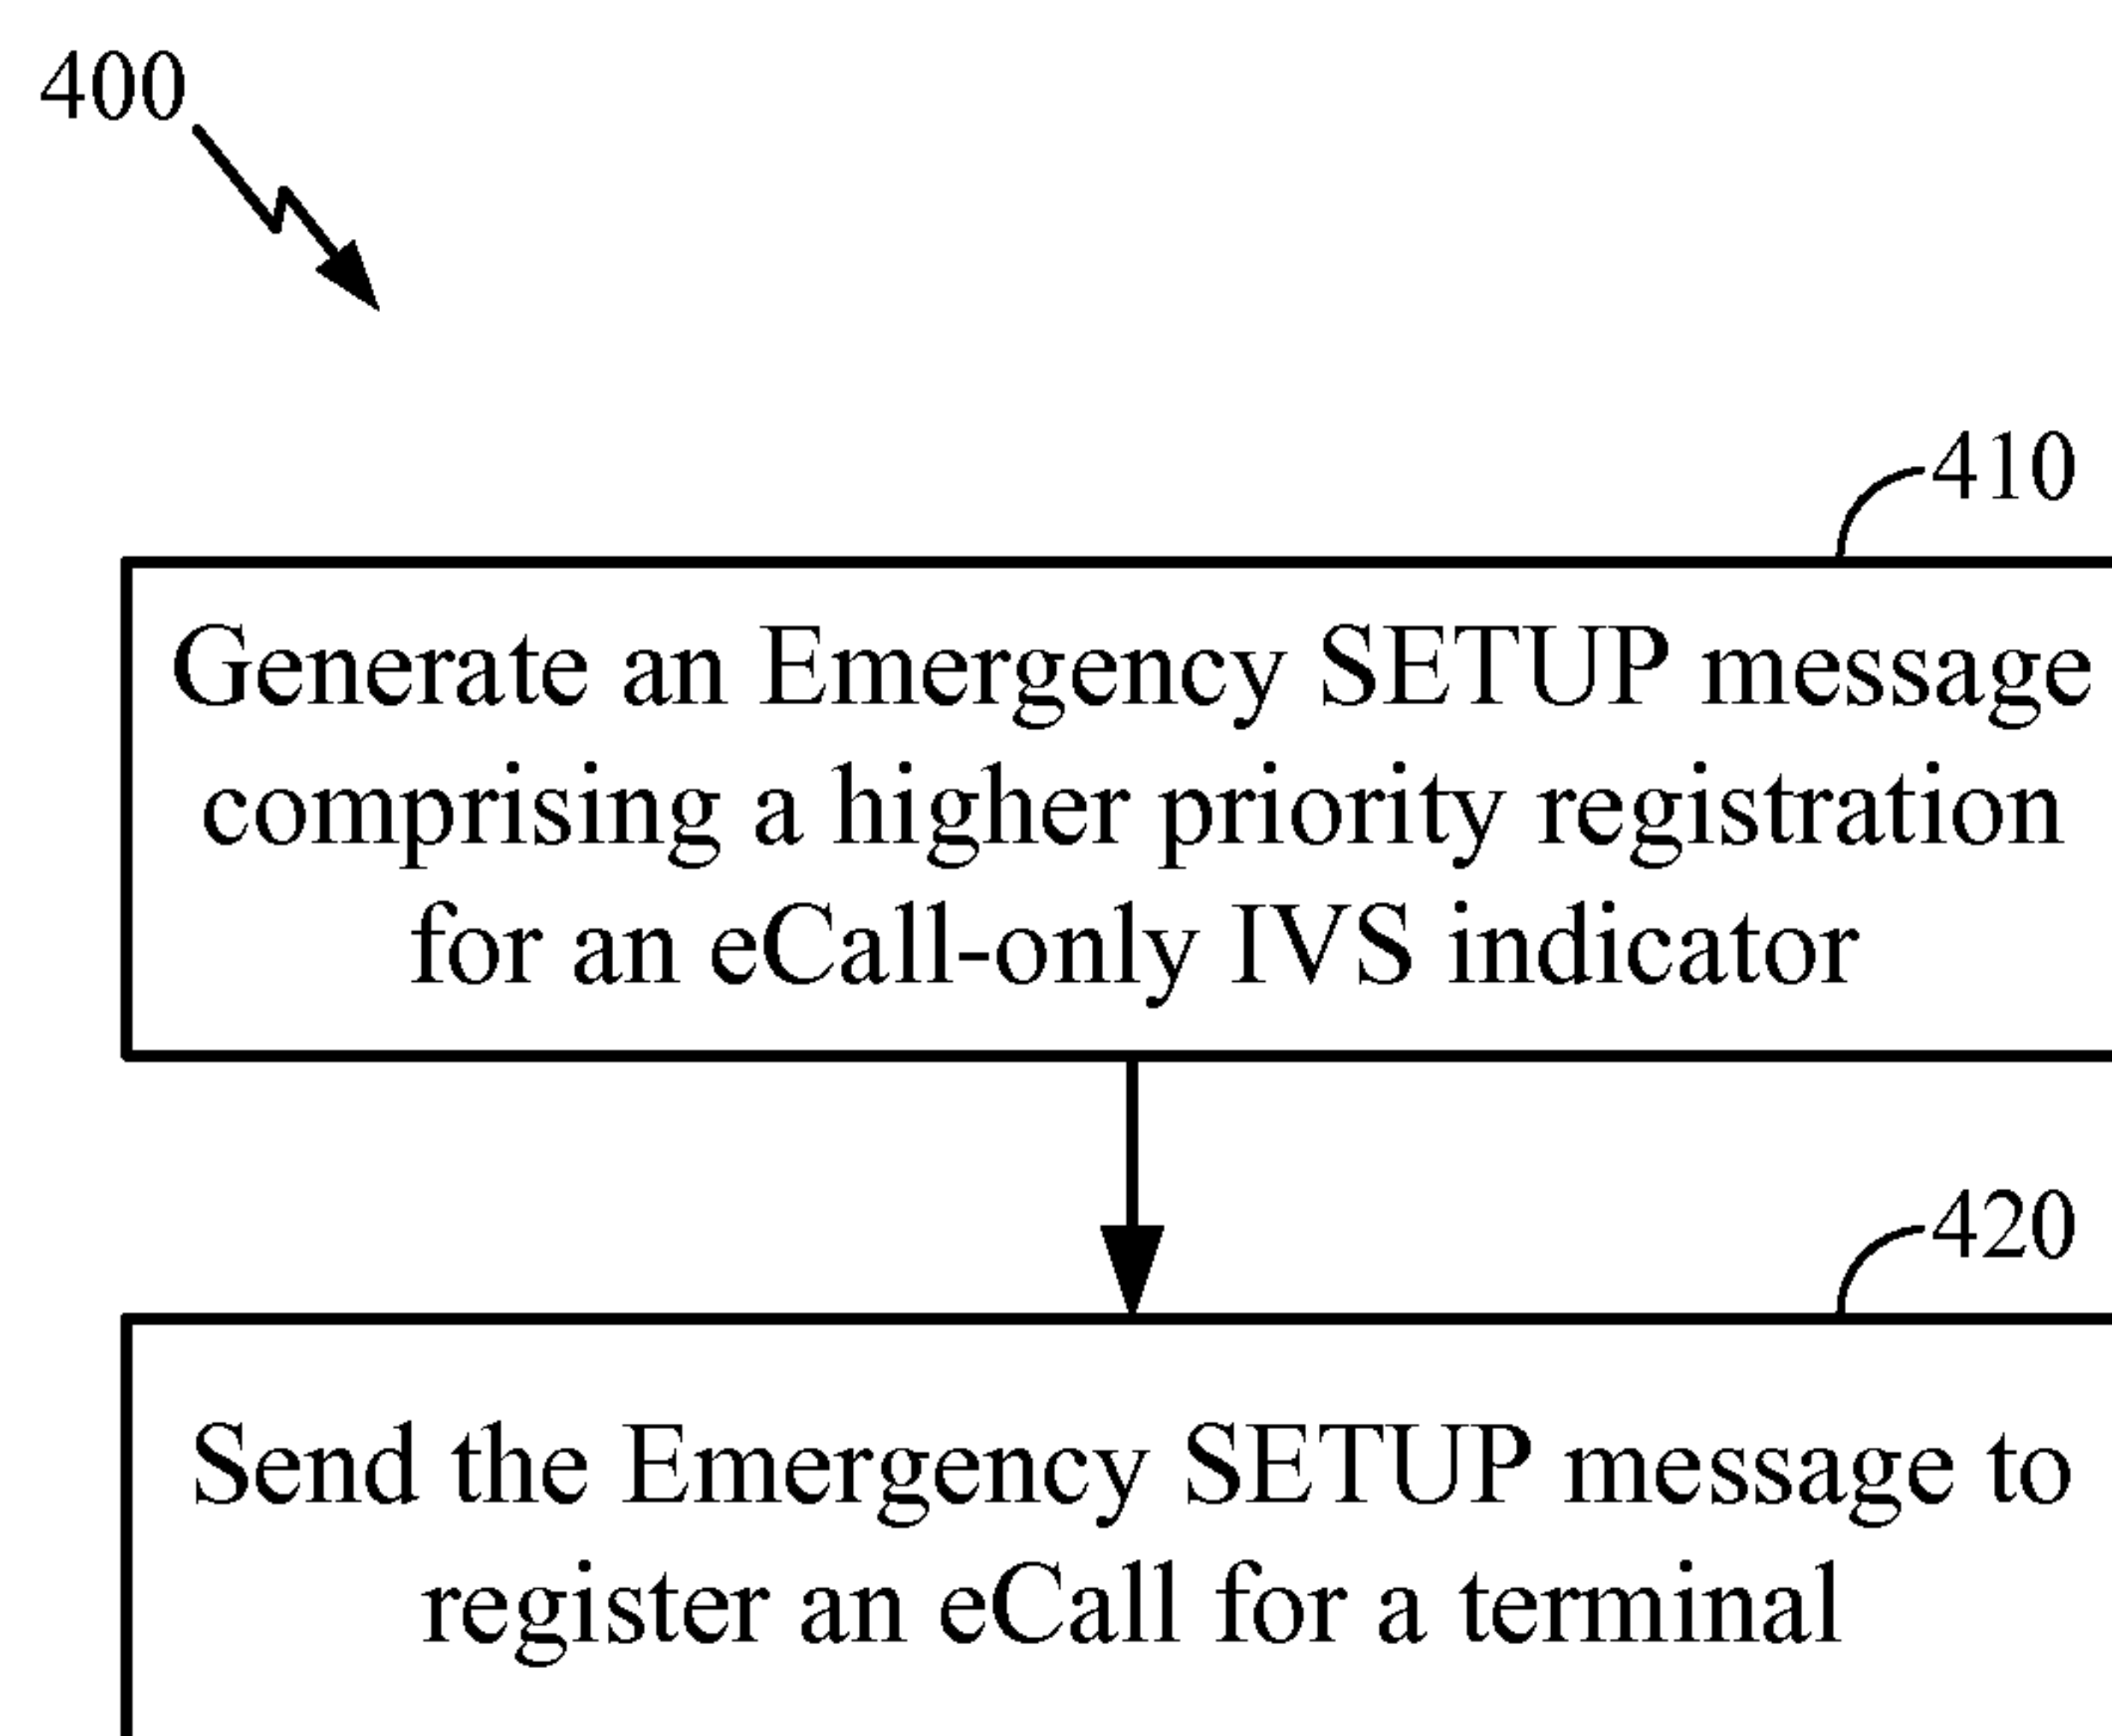 400
410
Generate an Emergency SETUP message
comprising a higher priority registration
for an eCall-only IVS indicator
420
Send the Emergency SETUP message to
register an eCall for a terminal